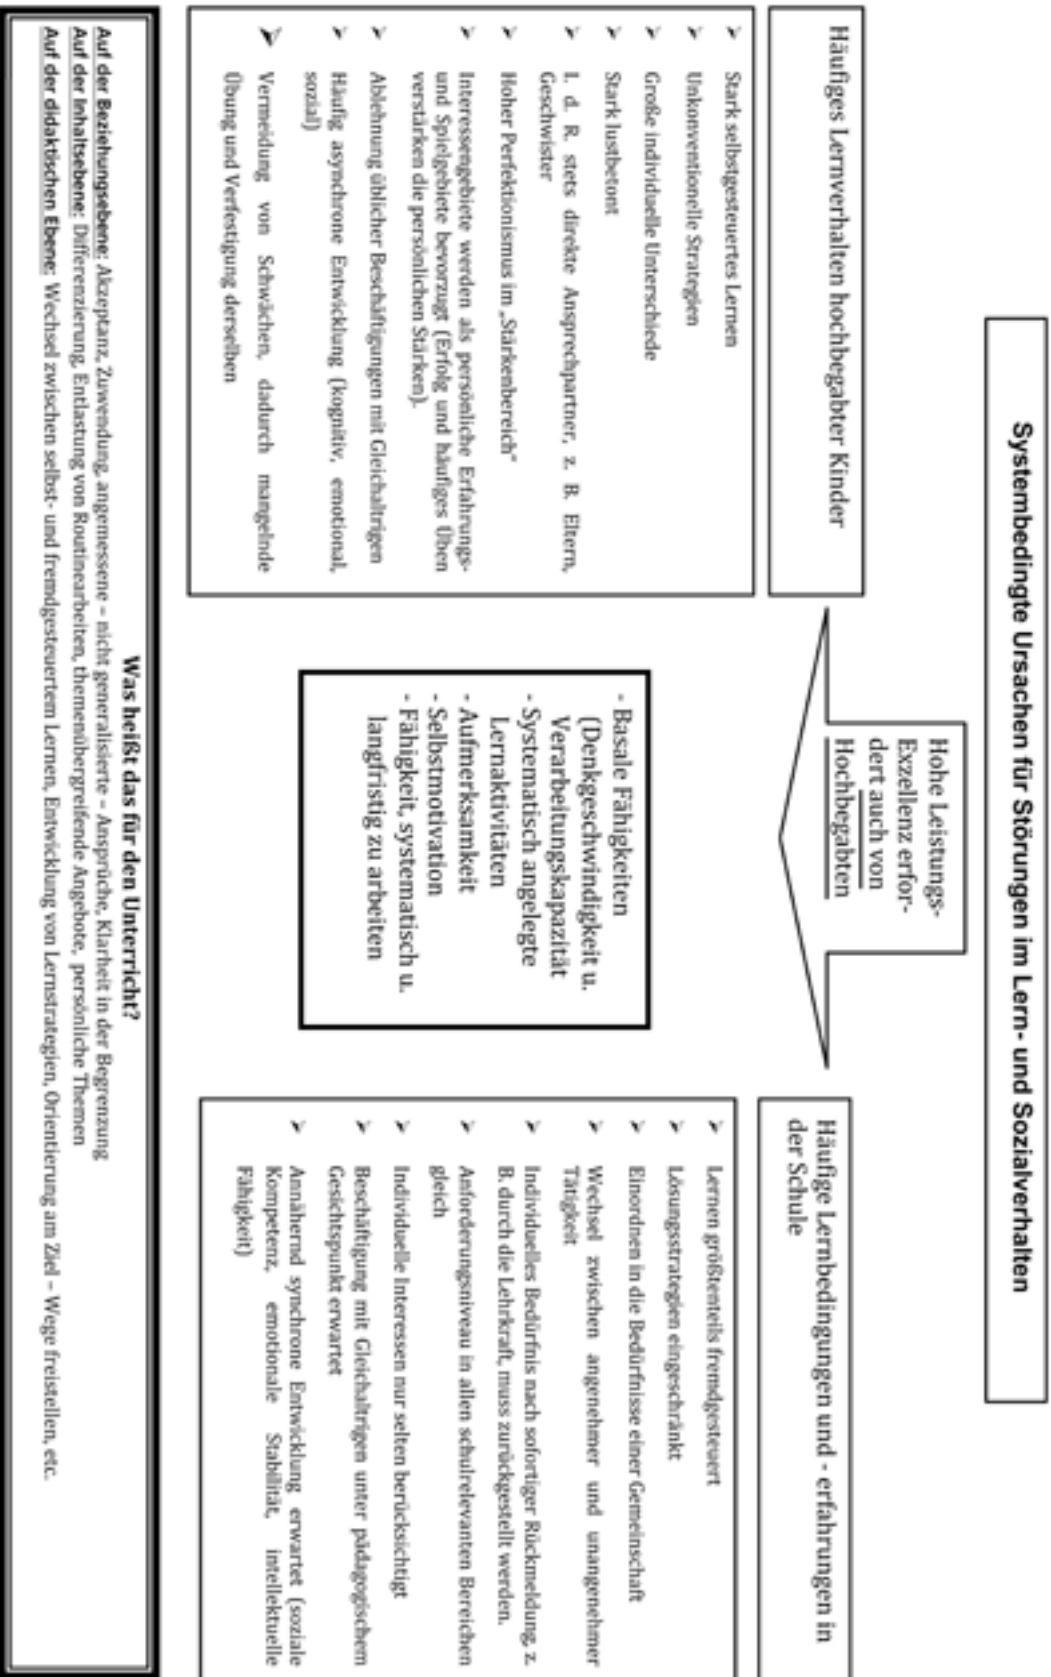 Systembedingte Ursachen für Störungen im Lern- und Sozialverhalten
Häufiges Lernverhalten hochbegabter Kinder
Stark selbstgesteuertes Lernen
Unkonventionelle Strategien
Große individuelle Unterschiede
Stark lustbetont
I. d. R. stets direkte Ansprechpartner, z. B. Eltern,
Geschwister
Hoher Perfektionismus im „Stärkenbereich“
Interessengebiete werden als persönliche Erfahrungs-
und Spielgebiete bevorzugt (Erfolg und häufiges Üben
verstärken die persönlichen Stärken).
Ablehnung üblicher Beschäftigungen mit Gleichaltrigen
Häufig asynchrone Entwicklung (kognitiv, emotional,
sozial)
Vermeidung von Schwächen, dadurch mangelnde
Übung und Verfestigung derselben
Hohe Leistungs-
Exzellenz erfor-
dert auch von
Hochbegabten
- Basale Fähigkeiten
(Denkgeschwindigkeit u.
Verarbeitungskapazität
- Systematisch angelegte
Lernaktivitäten
- Aufmerksamkeit
- Selbstmotivation
- Fähigkeit, systematisch u.
langfristig zu arbeiten
Häufige Lernbedingungen und - erfahrungen in
der Schule
Lernen größtenteils fremdgesteuert
Lösungsstrategien eingeschränkt
Einordnen in die Bedürfnisse einer Gemeinschaft
Wechsel zwischen angenehmer und unangenehmer
Tätigkeit
Individuelles Bedürfnis nach sofortiger Rückmeldung, z.
B. durch die Lehrkraft, muss zurückgestellt werden.
Anforderungsniveau in allen schulrelevanten Bereichen
gleich
Individuelle Interessen nur selten berücksichtigt
Beschäftigung mit Gleichaltrigen unter pädagogischem
Gesichtspunkt erwartet
Annähernd synchrone Entwicklung erwartet (soziale
Kompetenz, emotionale Stabilität, intellektuelle
Fähigkeit)
Was heißt das für den Unterricht?
Auf der Beziehungsebene: Akzeptanz, Zuwendung, angemessene – nicht generalisierte – Ansprüche, Klarheit in der Begrenzung
Auf der Inhaltsebene: Differenzierung, Entlastung von Routinearbeiten, themenübergreifende Angebote, persönliche Themen
Auf der didaktischen Ebene: Wechsel zwischen selbst- und fremdgesteuertem Lernen, Entwicklung von Lernstrategien, Orientierung am Ziel – Wege freistellen, etc.